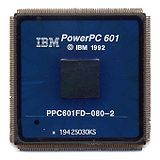 IBM PowerPC 601
© IBM 1992
PPC601FD-080-2
19425030KS